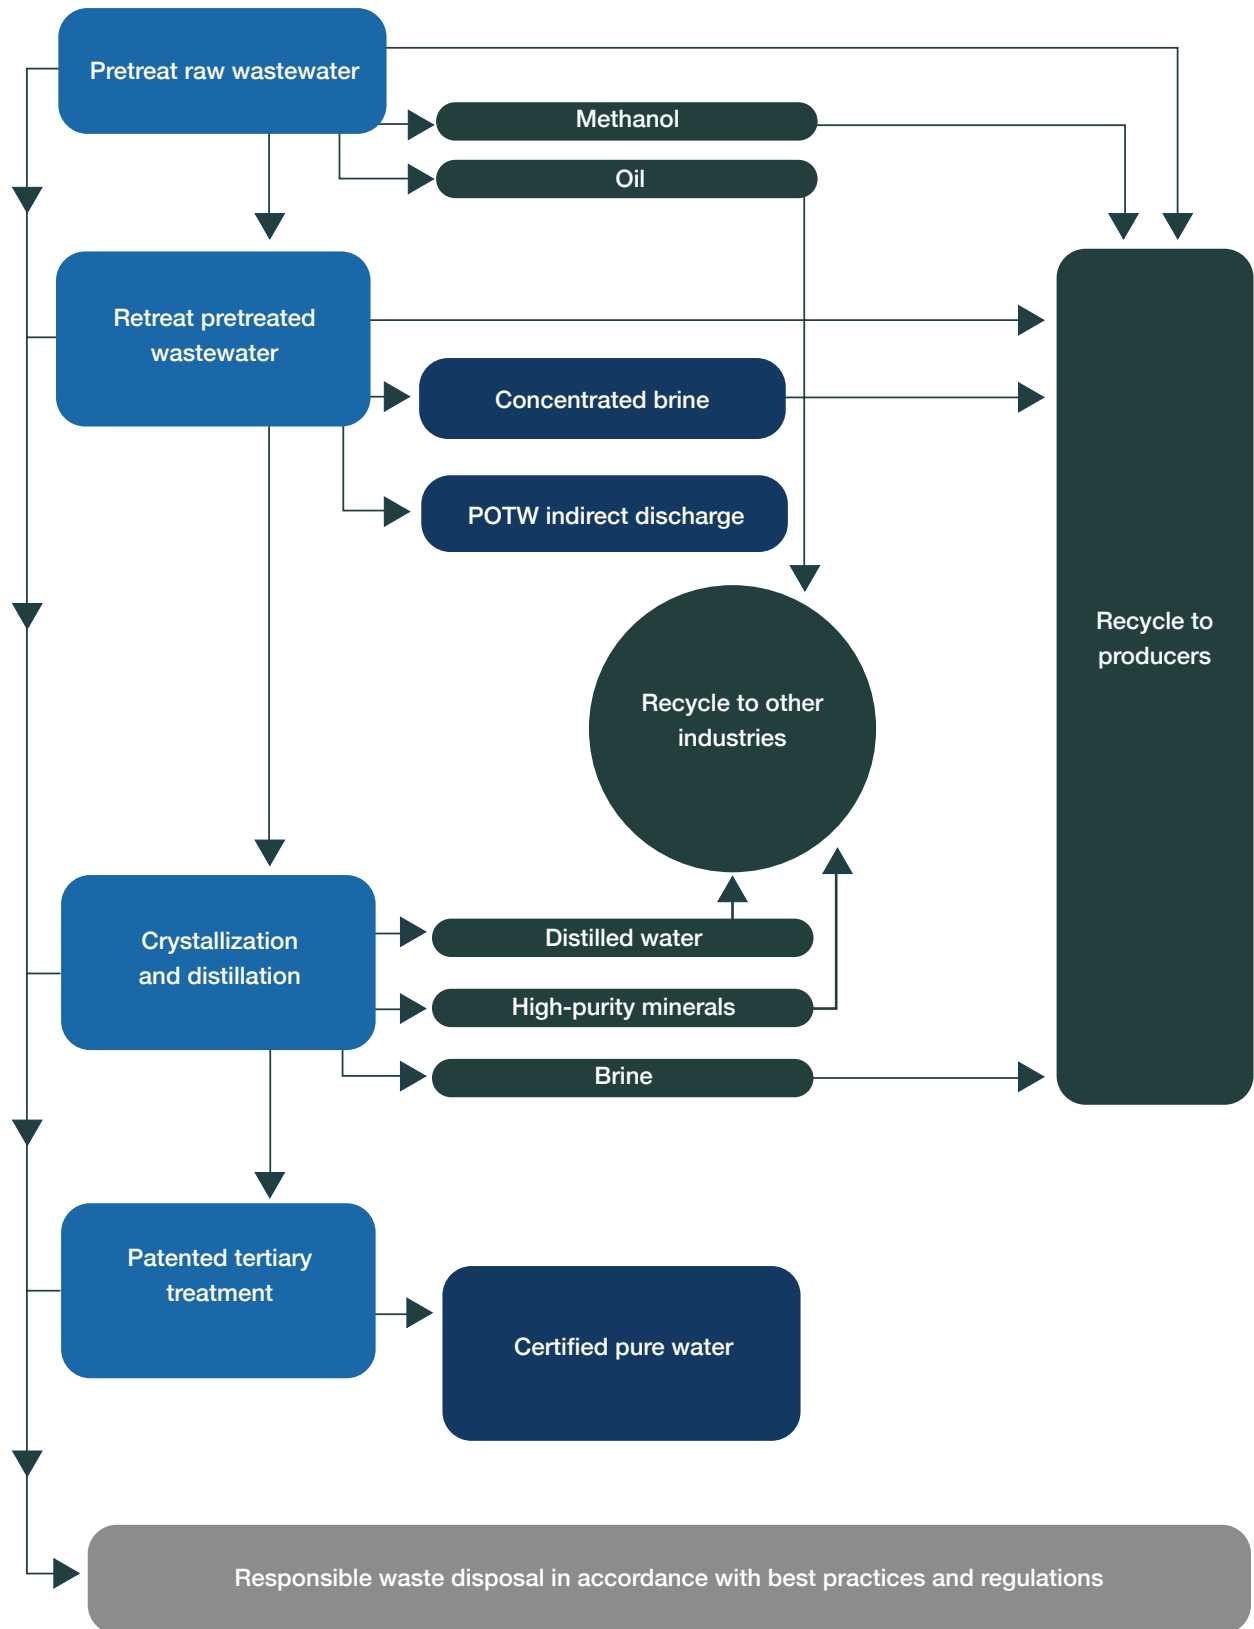 Pretreat raw wastewater
Methanol
Oil
Retreat pretreated
wastewater
Concentrated brine
POTW indirect discharge
Recycle to
producers
Recycle to other
industries
Crystallization
and distillation
Distilled water
High-purity minerals
Brine
Patented tertiary
treatment
Certified pure water
Responsible waste disposal in accordance with best practices and regulations